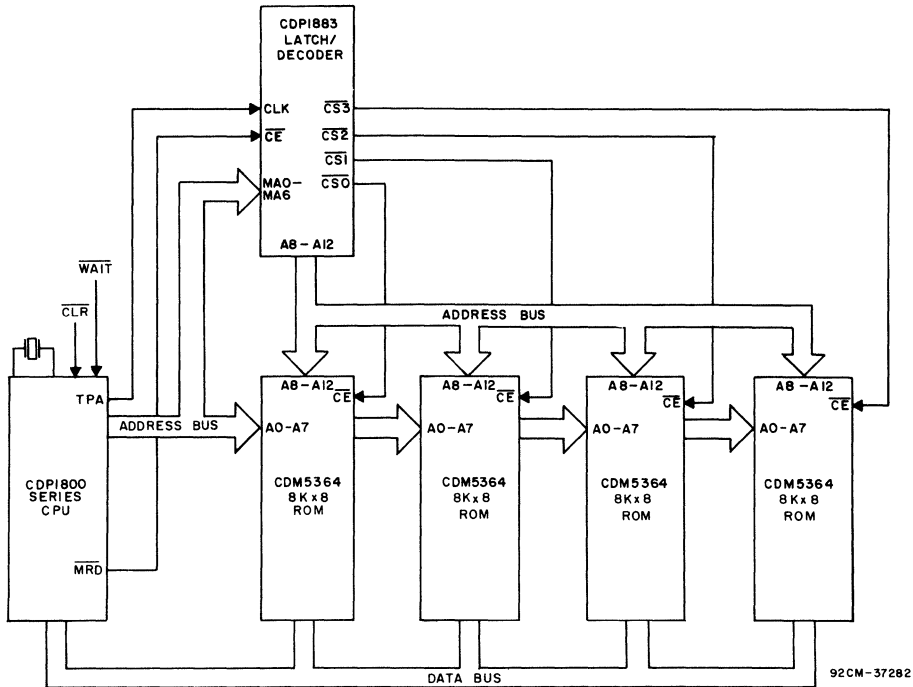 CDP1883
LATCH/
DECODER
CLK
CS3
CE
CS2
CS1
MA0-
MA6
CS0
A8-A12
WAIT
CLR
ADDRESS BUS
TPA
ADDRESS BUS
CDP1800
SERIES
CPU
MRD
A8-A12
CE
A0-A7
CDM5364
8K x 8
ROM
A8-A12
CE
A0-A7
CDM5364
8K x 8
ROM
A8-A12
CE
A0-A7
CDM5364
8K x 8
ROM
A8-A12
CE
A0-A7
CDM5364
8K x 8
ROM
DATA BUS
92CM-37282